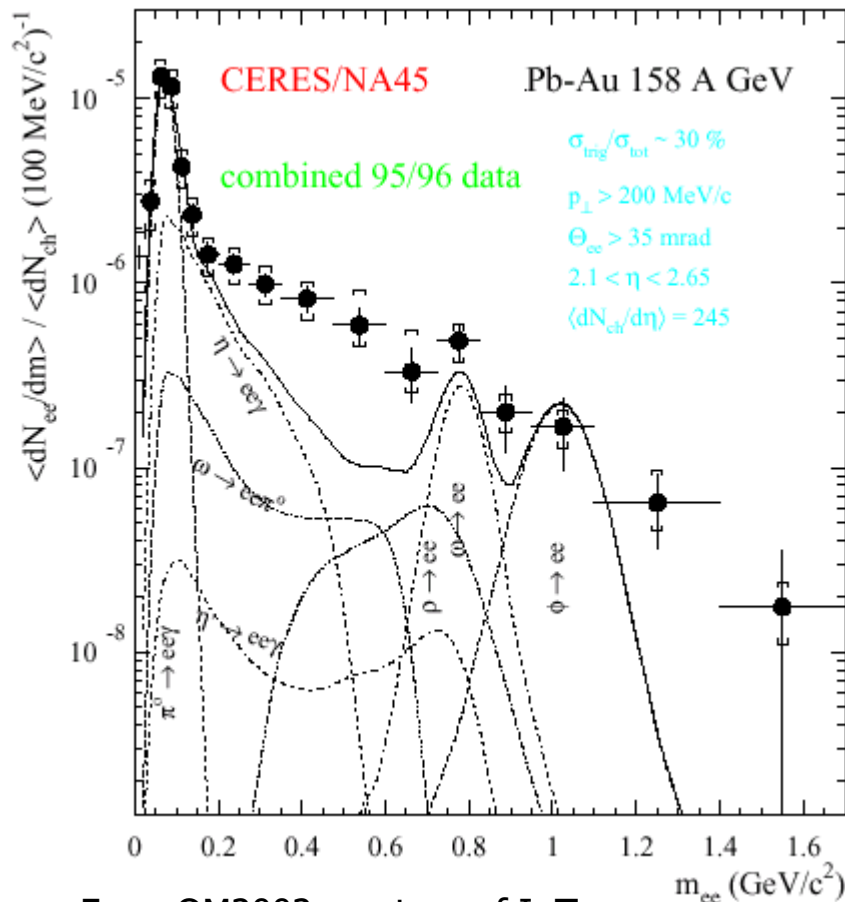 CERES/NA45
Pb-Au 158 A GeV
combined 95/96 data
σtrig/σtot ~ 30 %
p⊥ > 200 MeV/c
Θee > 35 mrad
2.1 < η < 2.65
⟨dNch/dη⟩ = 245
<dNee/dm> / <dNch> (100 MeV/c²)⁻¹
10⁻⁵
10⁻⁶
10⁻⁷
10⁻⁸
η → eeγ
ω → eeπ⁰
η' → eeγ
π⁰ → eeγ
ρ → ee
ω → ee
φ → ee
0 0.2 0.4 0.6 0.8 1 1.2 1.4 1.6
mee (GeV/c²)